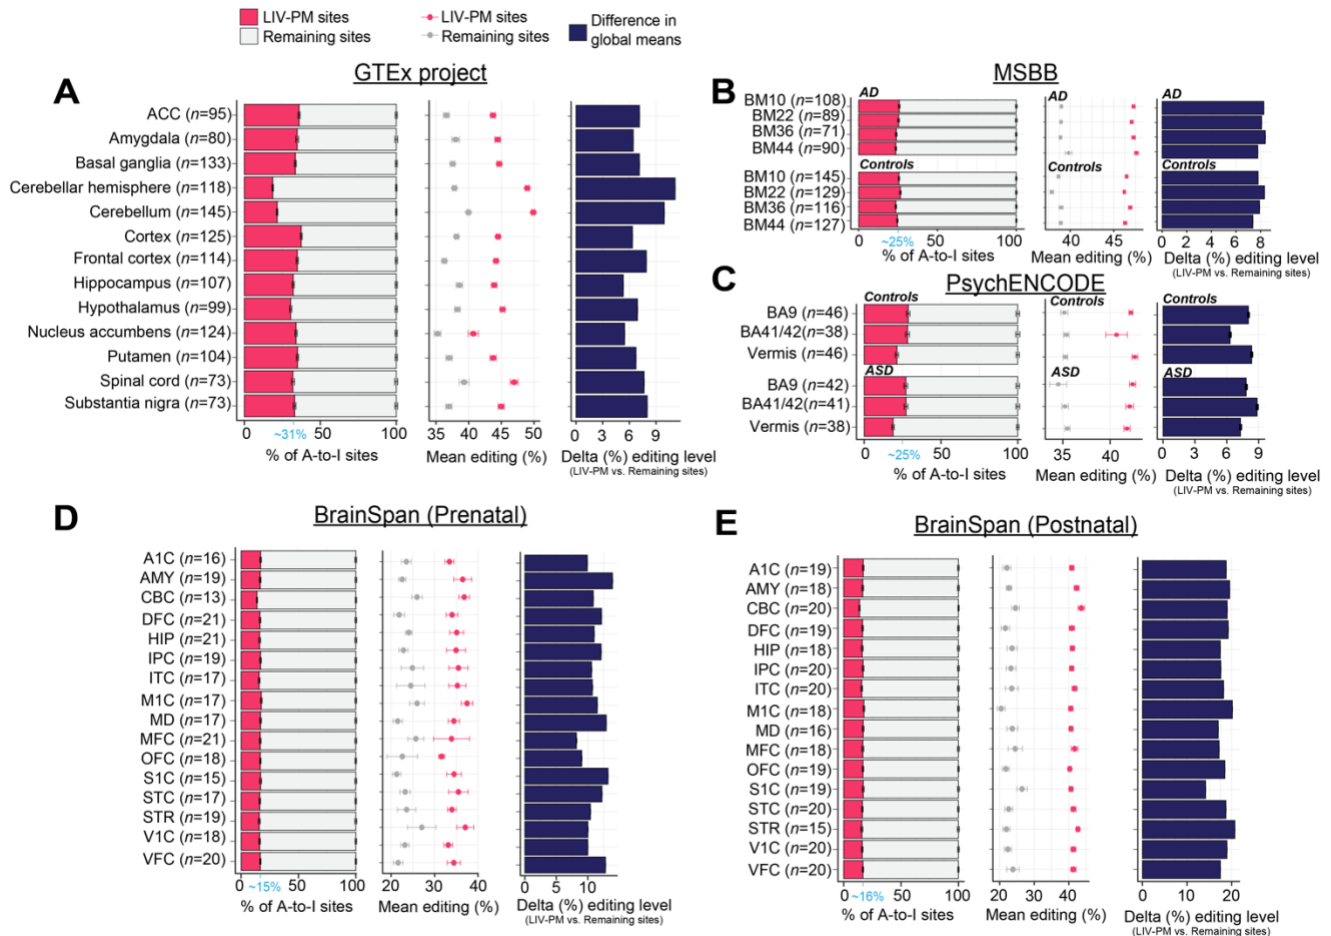 LIV-PM sites
Remaining sites
LIV-PM sites
Remaining sites
Difference in
global means
A
GTEx project
ACC (n=95)
Amygdala (n=80)
Basal ganglia (n=133)
Cerebellar hemisphere (n=118)
Cerebellum (n=145)
Cortex (n=125)
Frontal cortex (n=114)
Hippocampus (n=107)
Hypothalamus (n=99)
Nucleus accumbens (n=124)
Putamen (n=104)
Spinal cord (n=73)
Substantia nigra (n=73)
0 ~31% 50 100
% of A-to-I sites
35 40 45 50
Mean editing (%)
0 3 6 9
Delta (%) editing level
(LIV-PM vs. Remaining sites)
B
MSBB
AD
AD
AD
BM10 (n=108)
BM22 (n=89)
BM36 (n=71)
BM44 (n=90)
Controls
Controls
Controls
BM10 (n=145)
BM22 (n=129)
BM36 (n=116)
BM44 (n=127)
0 ~25% 50 100
% of A-to-I sites
40 45
Mean editing (%)
0 2 4 6 8
Delta (%) editing level
(LIV-PM vs. Remaining sites)
C
PsychENCODE
Controls
Controls
Controls
BA9 (n=46)
BA41/42 (n=38)
Vermis (n=46)
ASD
ASD
ASD
BA9 (n=42)
BA41/42 (n=41)
Vermis (n=38)
0 ~25% 50 100
% of A-to-I sites
35 40
Mean editing (%)
0 3 6 9
Delta (%) editing level
(LIV-PM vs. Remaining sites)
D
BrainSpan (Prenatal)
A1C (n=16)
AMY (n=19)
CBC (n=13)
DFC (n=21)
HIP (n=21)
IPC (n=19)
ITC (n=17)
M1C (n=17)
MD (n=17)
MFC (n=21)
OFC (n=18)
S1C (n=15)
STC (n=17)
STR (n=19)
V1C (n=18)
VFC (n=20)
0 ~15% 50 100
% of A-to-I sites
20 30 40
Mean editing (%)
0 5 10
Delta (%) editing level
(LIV-PM vs. Remaining sites)
E
BrainSpan (Postnatal)
A1C (n=19)
AMY (n=18)
CBC (n=20)
DFC (n=19)
HIP (n=18)
IPC (n=20)
ITC (n=20)
M1C (n=18)
MD (n=16)
MFC (n=18)
OFC (n=19)
S1C (n=19)
STC (n=20)
STR (n=15)
V1C (n=20)
VFC (n=20)
0 ~16% 50 100
% of A-to-I sites
20 30 40
Mean editing (%)
0 10 20
Delta (%) editing level
(LIV-PM vs. Remaining sites)